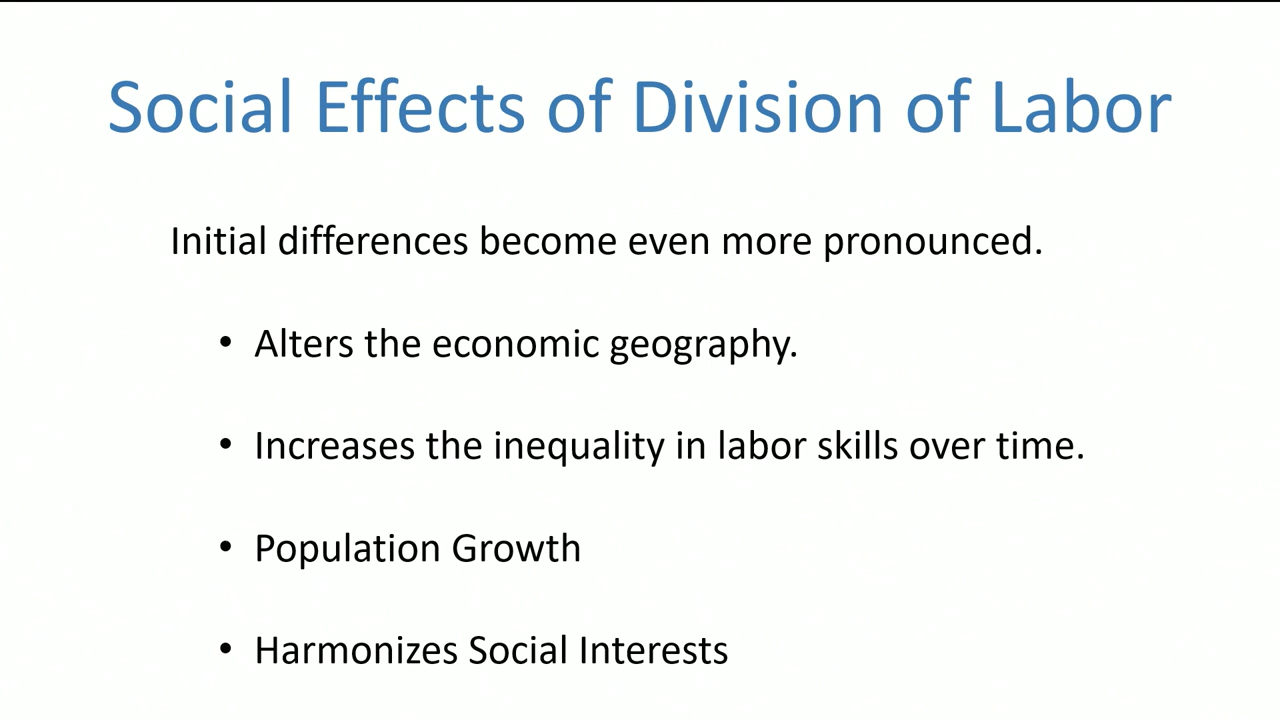 Social Effects of Division of Labor
Initial differences become even more pronounced.
• Alters the economic geography.
• Increases the inequality in labor skills over time.
• Population Growth
• Harmonizes Social Interests